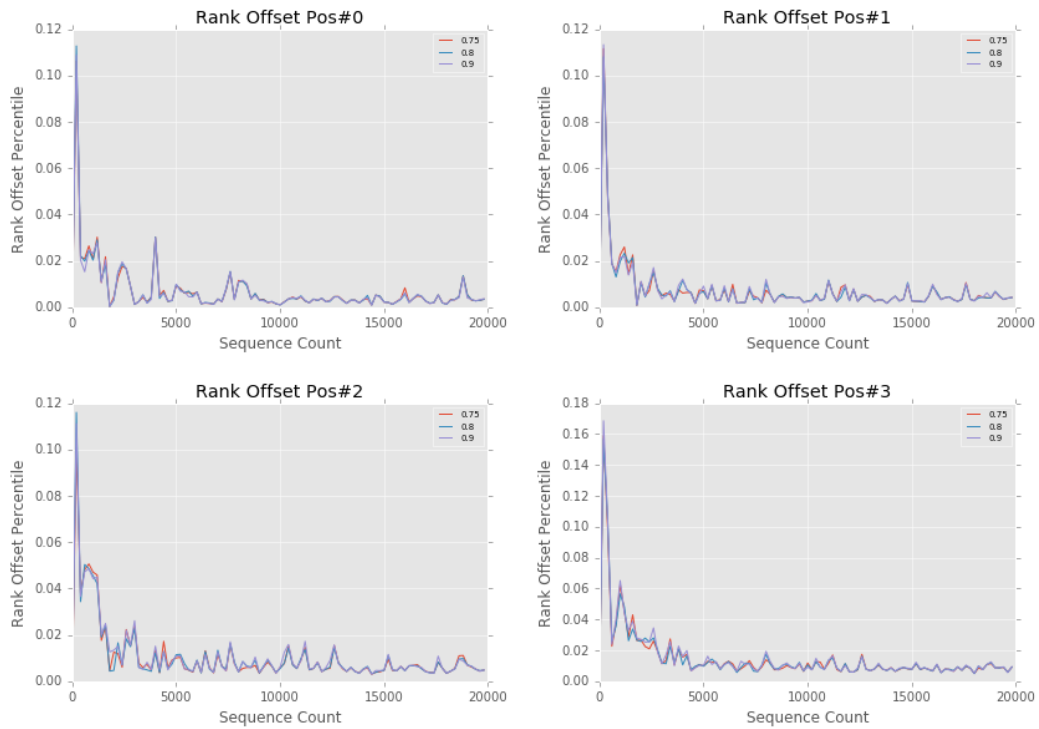 Rank Offset Pos#0
0.12
0.10
0.08
0.06
0.04
0.02
0.00
Rank Offset Percentile
0.75
0.8
0.9
0 5000 10000 15000 20000
Sequence Count
Rank Offset Pos#1
0.12
0.10
0.08
0.06
0.04
0.02
0.00
Rank Offset Percentile
0.75
0.8
0.9
0 5000 10000 15000 20000
Sequence Count
Rank Offset Pos#2
0.12
0.10
0.08
0.06
0.04
0.02
0.00
Rank Offset Percentile
0.75
0.8
0.9
0 5000 10000 15000 20000
Sequence Count
Rank Offset Pos#3
0.18
0.16
0.14
0.12
0.10
0.08
0.06
0.04
0.02
0.00
Rank Offset Percentile
0.75
0.8
0.9
0 5000 10000 15000 20000
Sequence Count